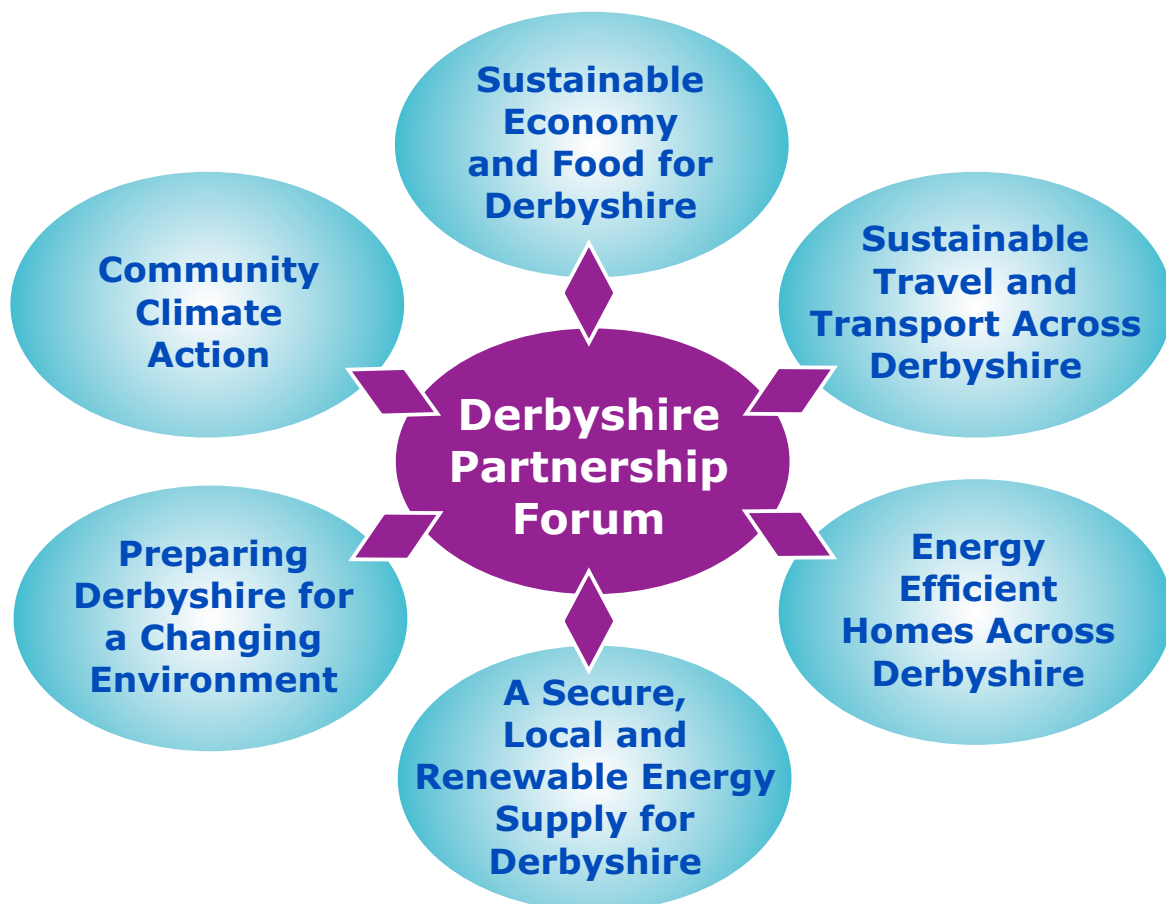 Sustainable
Economy
and Food for
Derbyshire
Sustainable
Travel and
Transport Across
Derbyshire
Community
Climate
Action
Derbyshire
Partnership
Forum
Energy
Efficient
Homes Across
Derbyshire
Preparing
Derbyshire for
a Changing
Environment
A Secure,
Local and
Renewable Energy
Supply for
Derbyshire